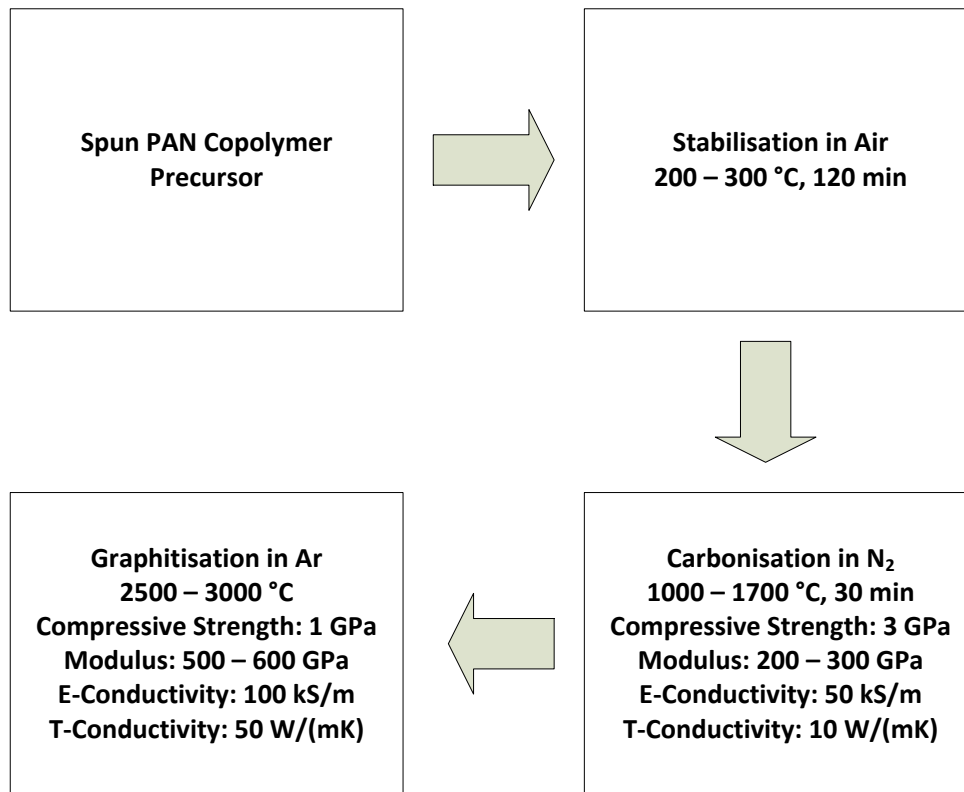 Spun PAN Copolymer
Precursor
Stabilisation in Air
200 – 300 °C, 120 min
Carbonisation in N₂
1000 – 1700 °C, 30 min
Compressive Strength: 3 GPa
Modulus: 200 – 300 GPa
E-Conductivity: 50 kS/m
T-Conductivity: 10 W/(mK)
Graphitisation in Ar
2500 – 3000 °C
Compressive Strength: 1 GPa
Modulus: 500 – 600 GPa
E-Conductivity: 100 kS/m
T-Conductivity: 50 W/(mK)